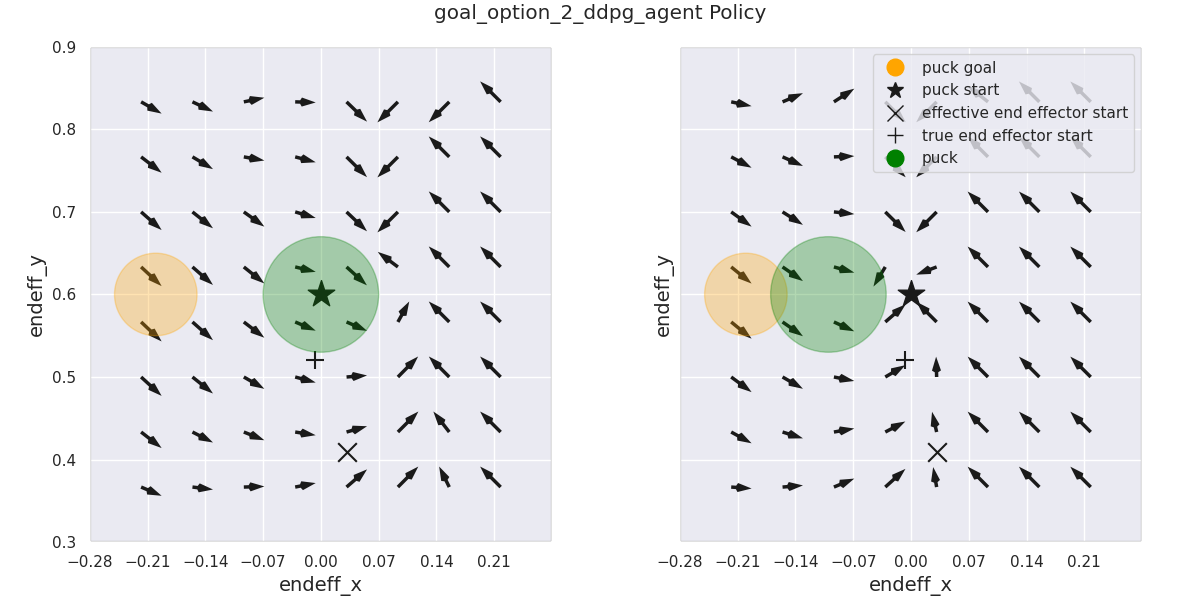 goal_option_2_ddpg_agent Policy
0.9
0.8
0.7
0.6
0.5
0.4
0.3
endeff_y
−0.28 −0.21 −0.14 −0.07 0.00 0.07 0.14 0.21
endeff_x
puck goal
puck start
effective end effector start
true end effector start
puck
endeff_y
−0.28 −0.21 −0.14 −0.07 0.00 0.07 0.14 0.21
endeff_x